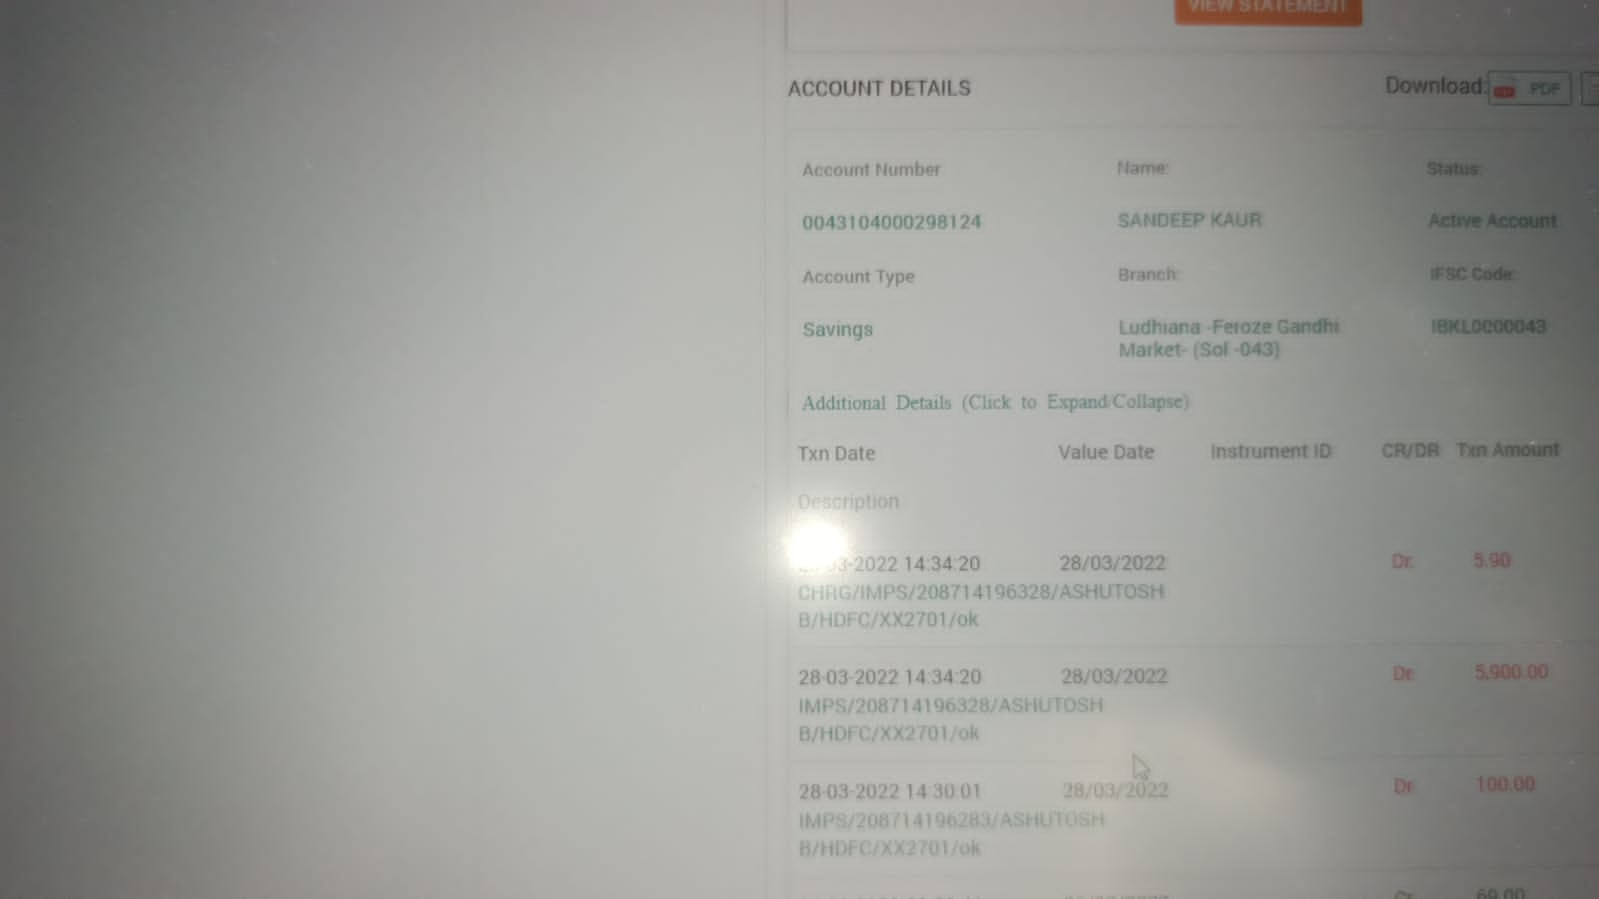 VIEW STATEMENT
ACCOUNT DETAILS
Download: PDF
Account Number Name: Status:
0043104000298124 SANDEEP KAUR Active Account
Account Type Branch: IFSC Code:
Savings Ludhiana -Feroze Gandhi IBKL0000043
Market- (Sol -043)
Additional Details (Click to Expand/Collapse)
Txn Date Value Date Instrument ID CR/DR Txn Amount
Description
-2022 14:34:20 28/03/2022 Dr. 5.90
CHRG/IMPS/208714196328/ASHUTOSH
B/HDFC/XX2701/ok
28-03-2022 14:34:20 28/03/2022 Dr. 5,900.00
IMPS/208714196328/ASHUTOSH
B/HDFC/XX2701/ok
28-03-2022 14:30:01 28/03/2022 Dr. 100.00
IMPS/208714196283/ASHUTOSH
B/HDFC/XX2701/ok
Cr. 69.00